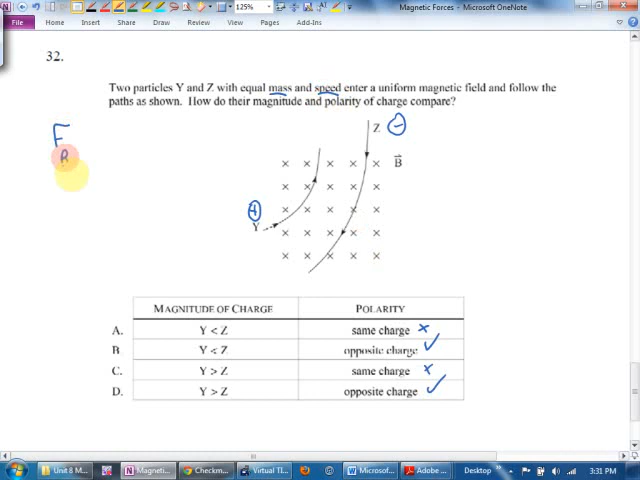 Magnetic Forces - Microsoft OneNote
File Home Insert Share Draw Review View Add-Ins
125%
32.
Two particles Y and Z with equal mass and speed enter a uniform magnetic field and follow the
paths as shown. How do their magnitude and polarity of charge compare?
F
B
Z −
B
+
Y
MAGNITUDE OF CHARGE POLARITY
A. Y < Z same charge ×
B. Y < Z opposite charge ✓
C. Y > Z same charge ×
D. Y > Z opposite charge ✓
Unit 8 M... Magneti... Checkm... Virtual TI... Microsof... Adobe R... Desktop 3:31 PM